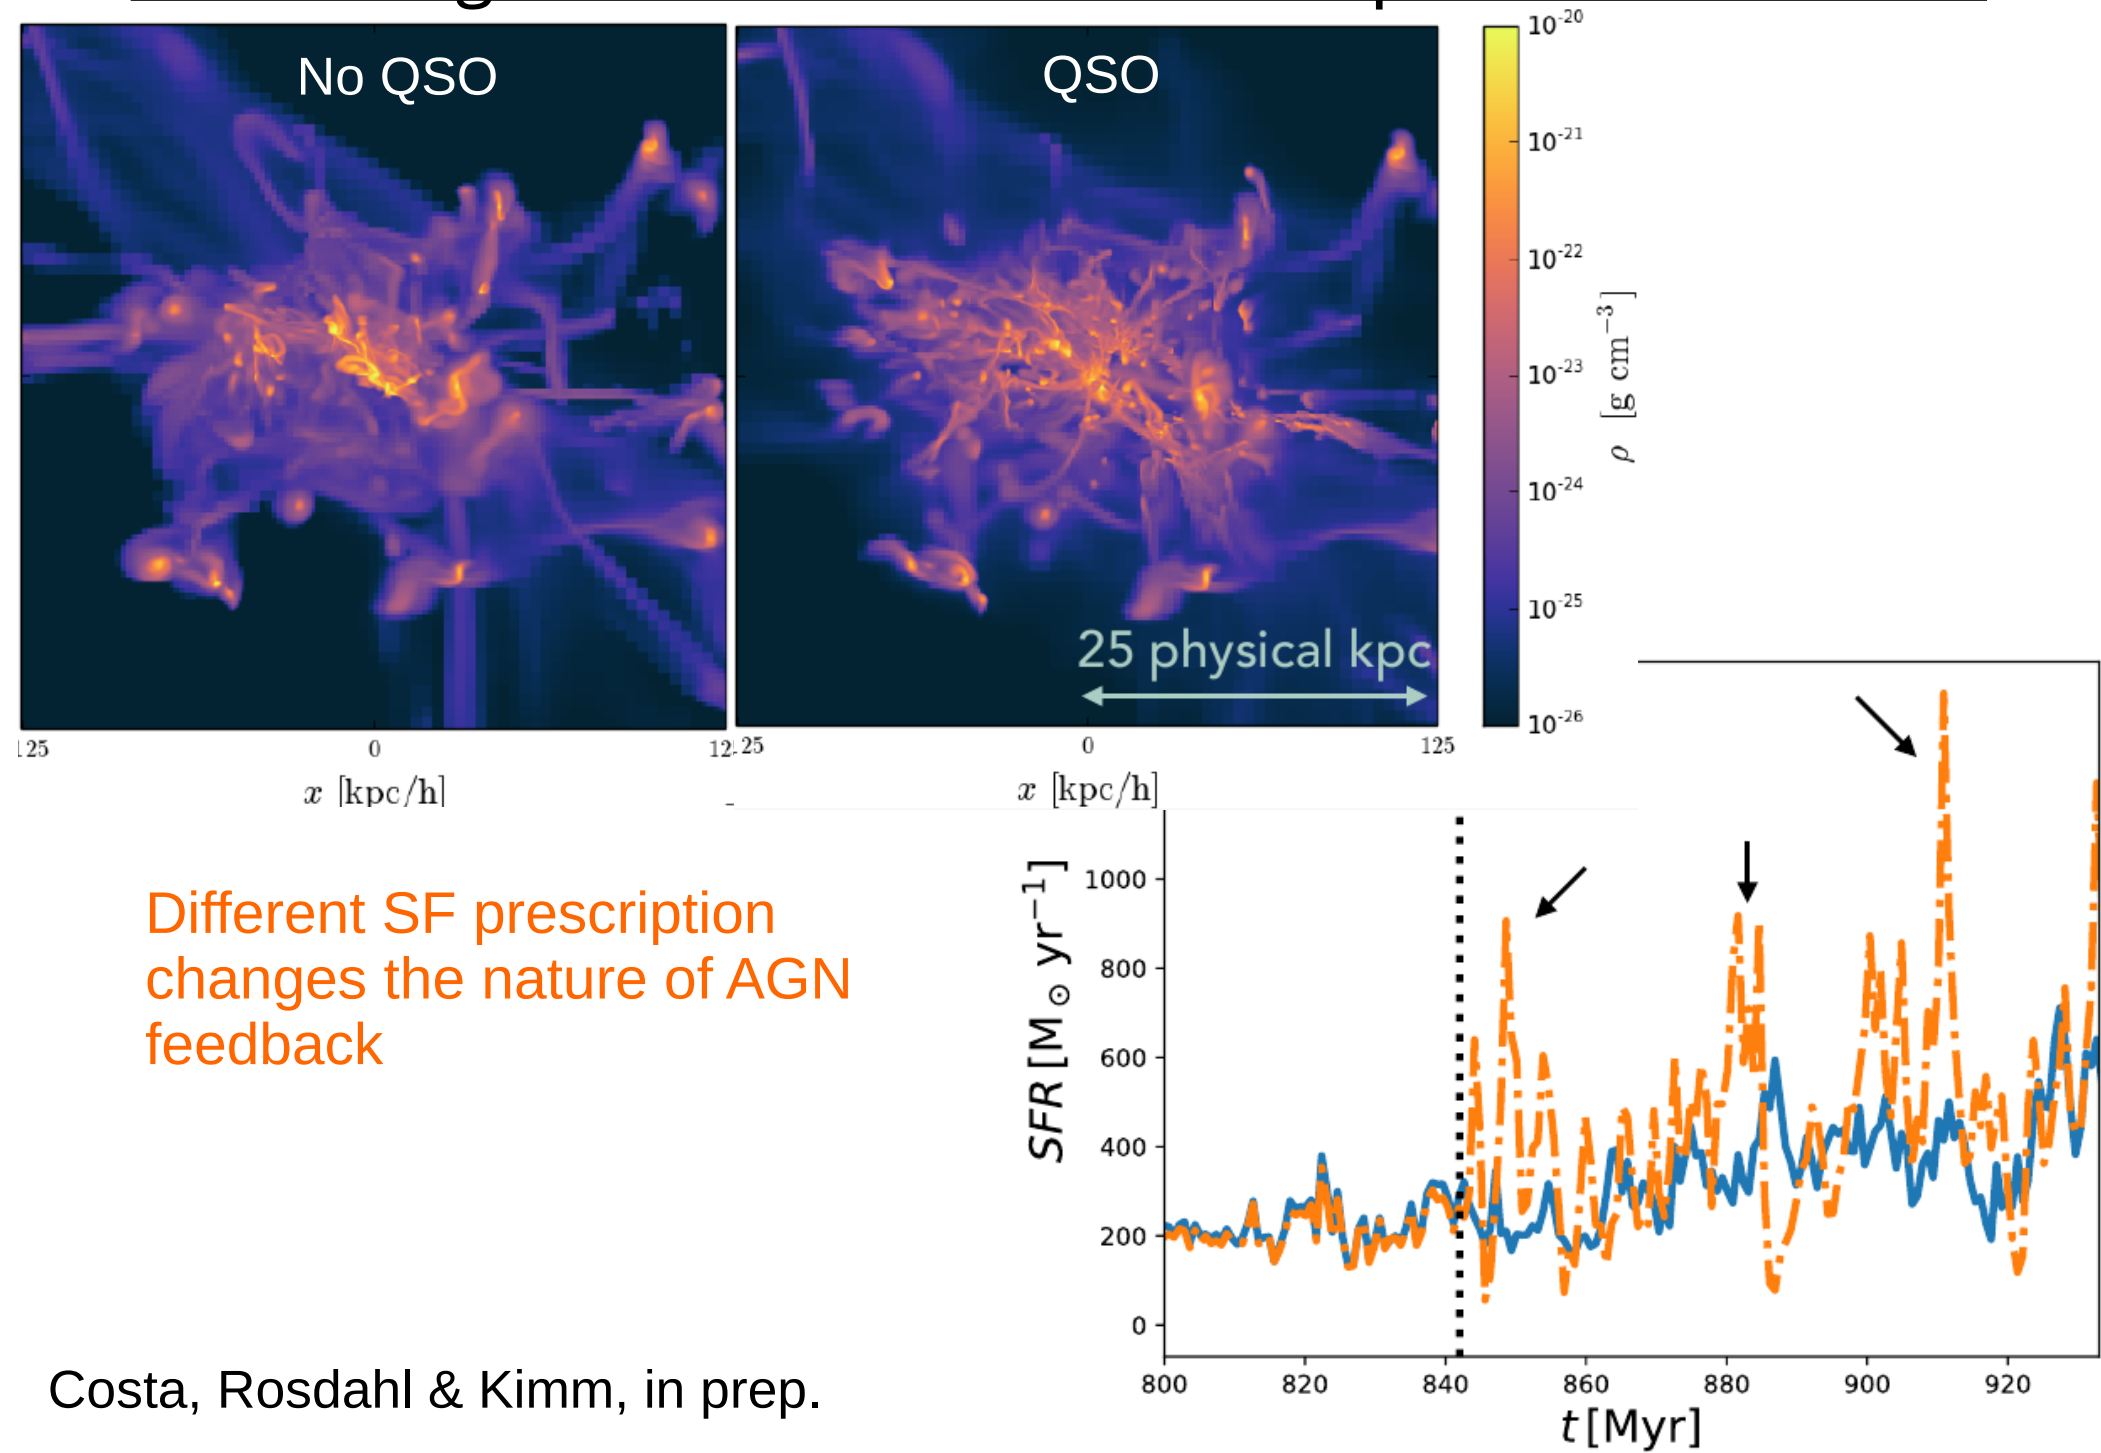 No QSO
QSO
10-20
10-21
10-22
10-23
10-24
10-25
10-26
ρ [g cm−3]
25 physical kpc
125
0
12
25
0
125
x [kpc/h]
x [kpc/h]
Different SF prescription
changes the nature of AGN
feedback
SFR [M⊙ yr−1]
1000
800
600
400
200
0
800
820
840
860
880
900
920
t [Myr]
Costa, Rosdahl & Kimm, in prep.